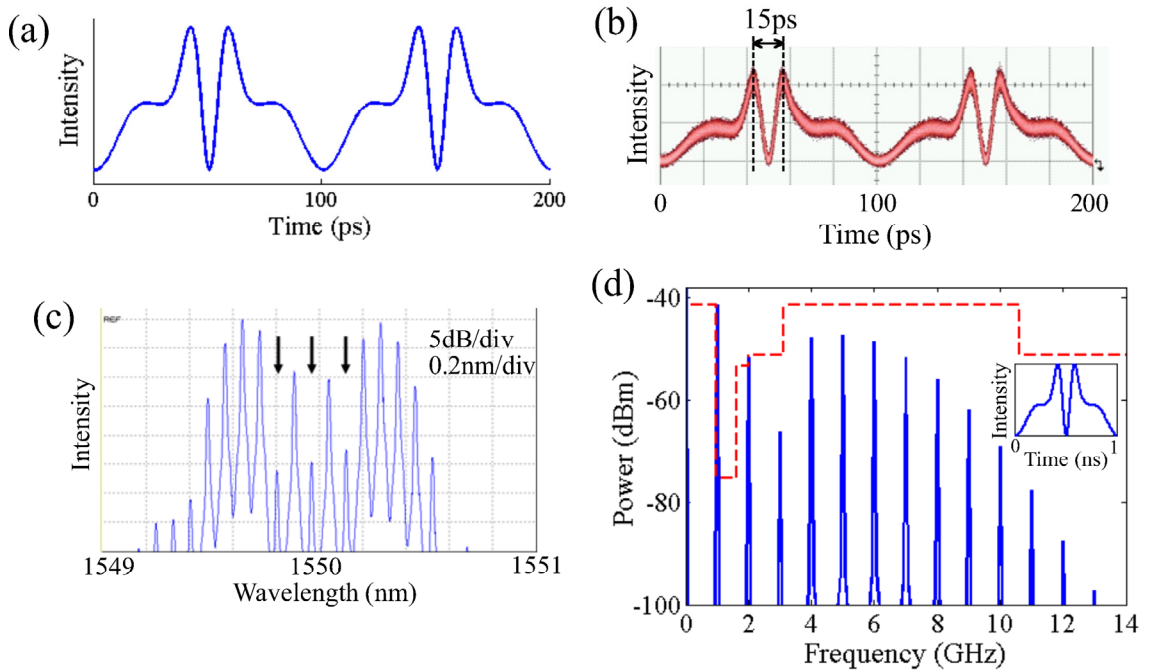 (a)
Intensity
0
100
200
Time (ps)
(b)
15ps
Intensity
0
100
200
Time (ps)
(c)
REF
5dB/div
0.2nm/div
Intensity
1549
1550
1551
Wavelength (nm)
(d)
-40
-60
-80
-100
Power (dBm)
0 2 4 6 8 10 12 14
Frequency (GHz)
Intensity
0 1
Time (ns)